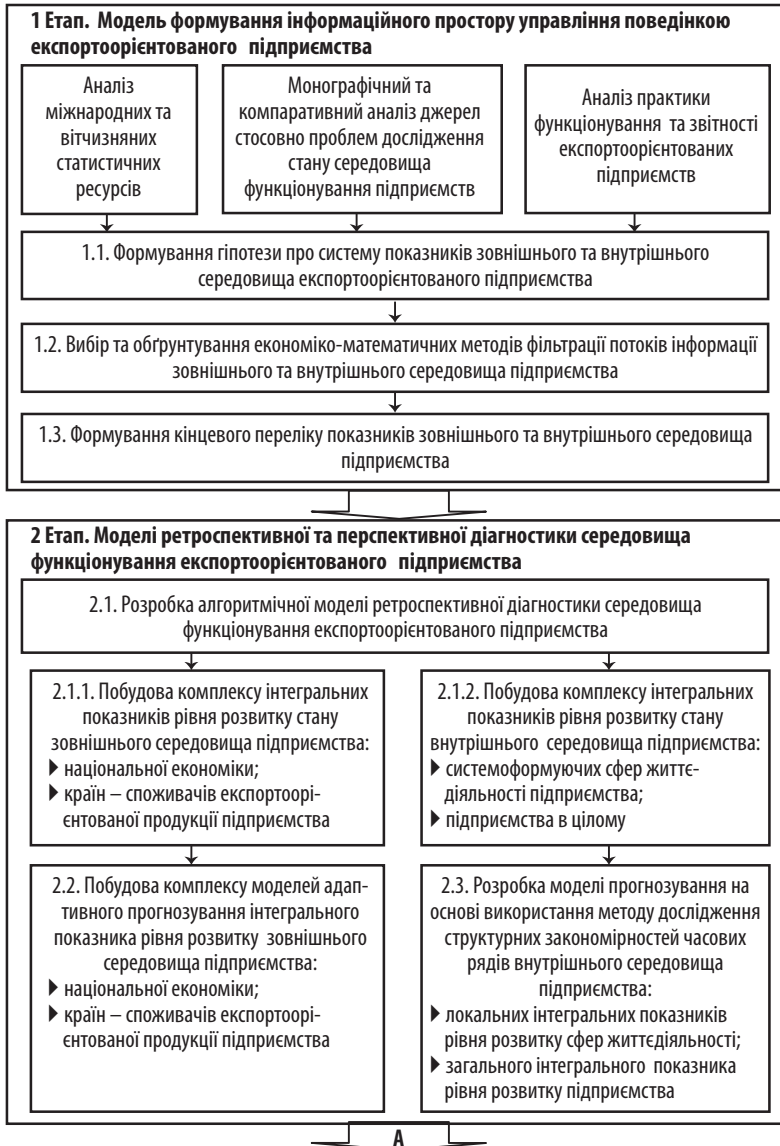 1 Етап. Модель формування інформаційного простору управління поведінкою
експортоорієнтованого підприємства
Аналіз
міжнародних та
вітчизняних
статистичних
ресурсів
Монографічний та
компаративний аналіз джерел
стосовно проблем дослідження
стану середовища
функціонування підприємств
Аналіз практики
функціонування та звітності
експортоорієнтованих
підприємств
1.1. Формування гіпотези про систему показників зовнішнього та внутрішнього
середовища експортоорієнтованого підприємства
1.2. Вибір та обґрунтування економіко-математичних методів фільтрації потоків інформації
зовнішнього та внутрішнього середовища підприємства
1.3. Формування кінцевого переліку показників зовнішнього та внутрішнього середовища
підприємства
2 Етап. Моделі ретроспективної та перспективної діагностики середовища
функціонування експортоорієнтованого підприємства
2.1. Розробка алгоритмічної моделі ретроспективної діагностики середовища
функціонування експортоорієнтованого підприємства
2.1.1. Побудова комплексу інтегральних
показників рівня розвитку стану
зовнішнього середовища підприємства:
національної економіки;
країн – споживачів експортоорі-
єнтованої продукції підприємства
2.1.2. Побудова комплексу інтегральних
показників рівня розвитку стану
внутрішнього середовища підприємства:
системоформуючих сфер життє-
діяльності підприємства;
підприємства в цілому
2.2. Побудова комплексу моделей адап-
тивного прогнозування інтегрального
показника рівня розвитку зовнішнього
середовища підприємства:
національної економіки;
країн – споживачів експортоорі-
єнтованої продукції підприємства
2.3. Розробка моделі прогнозування на
основі використання методу дослідження
структурних закономірностей часових
рядів внутрішнього середовища
підприємства:
локальних інтегральних показників
рівня розвитку сфер життєдіяльності;
загального інтегрального показника
рівня розвитку підприємства
А